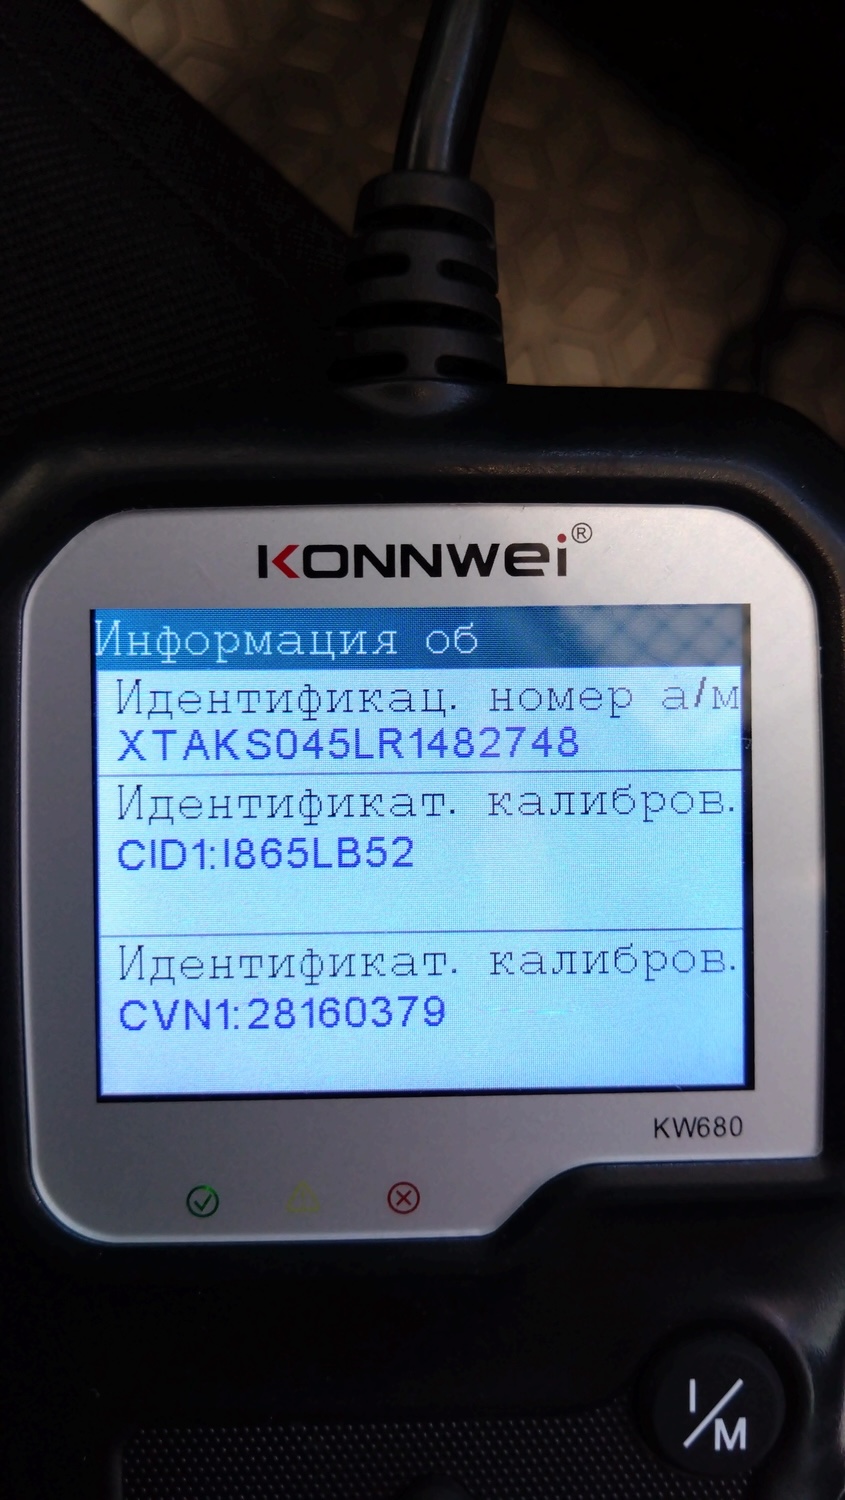 KONNWEI®
Информация об
Идентификац. номер а/м
XTAKS045LR1482748
Идентификат. калибров.
CID1:I865LB52
Идентификат. калибров.
CVN1:28160379
KW680
I/M